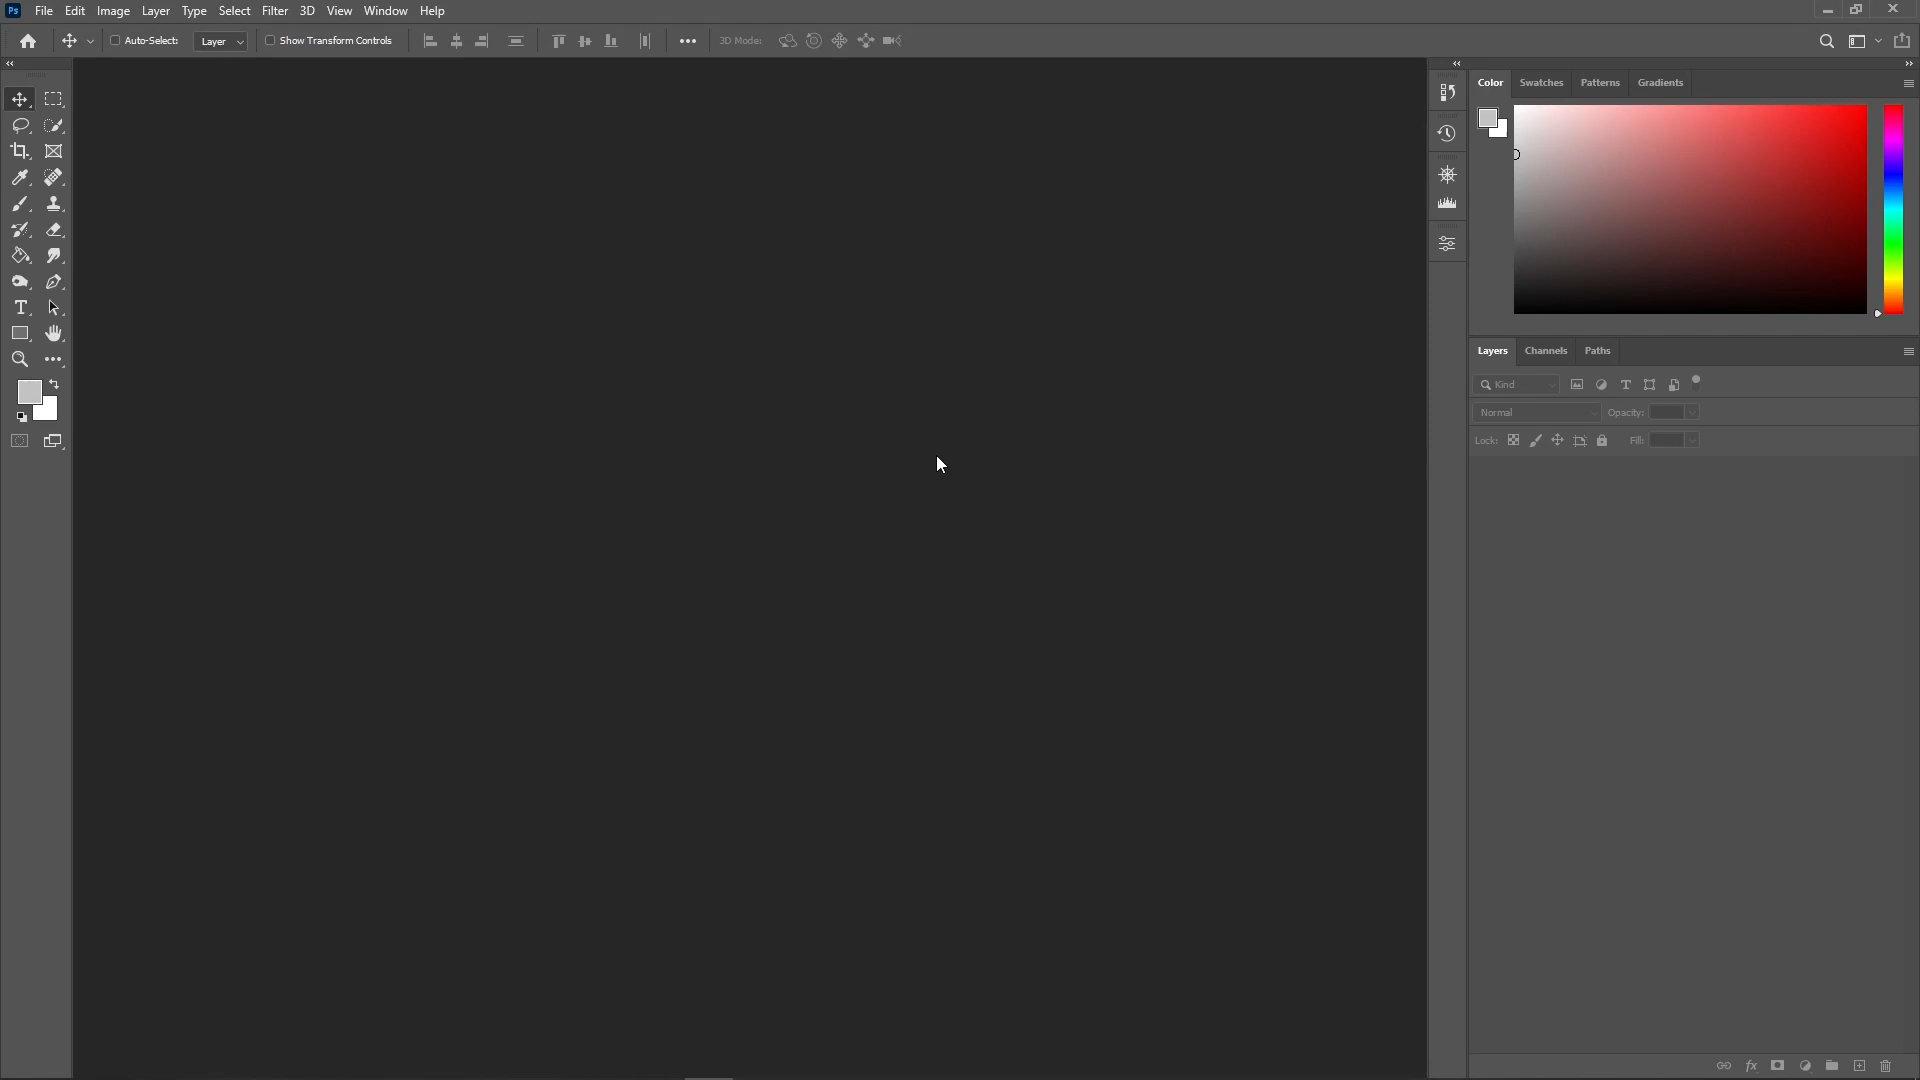 Ps File Edit Image Layer Type Select Filter 3D View Window Help
Auto-Select: Layer Show Transform Controls 3D Mode:
Color Swatches Patterns Gradients
Layers Channels Paths
Kind
Normal Opacity:
Lock: Fill:
fx